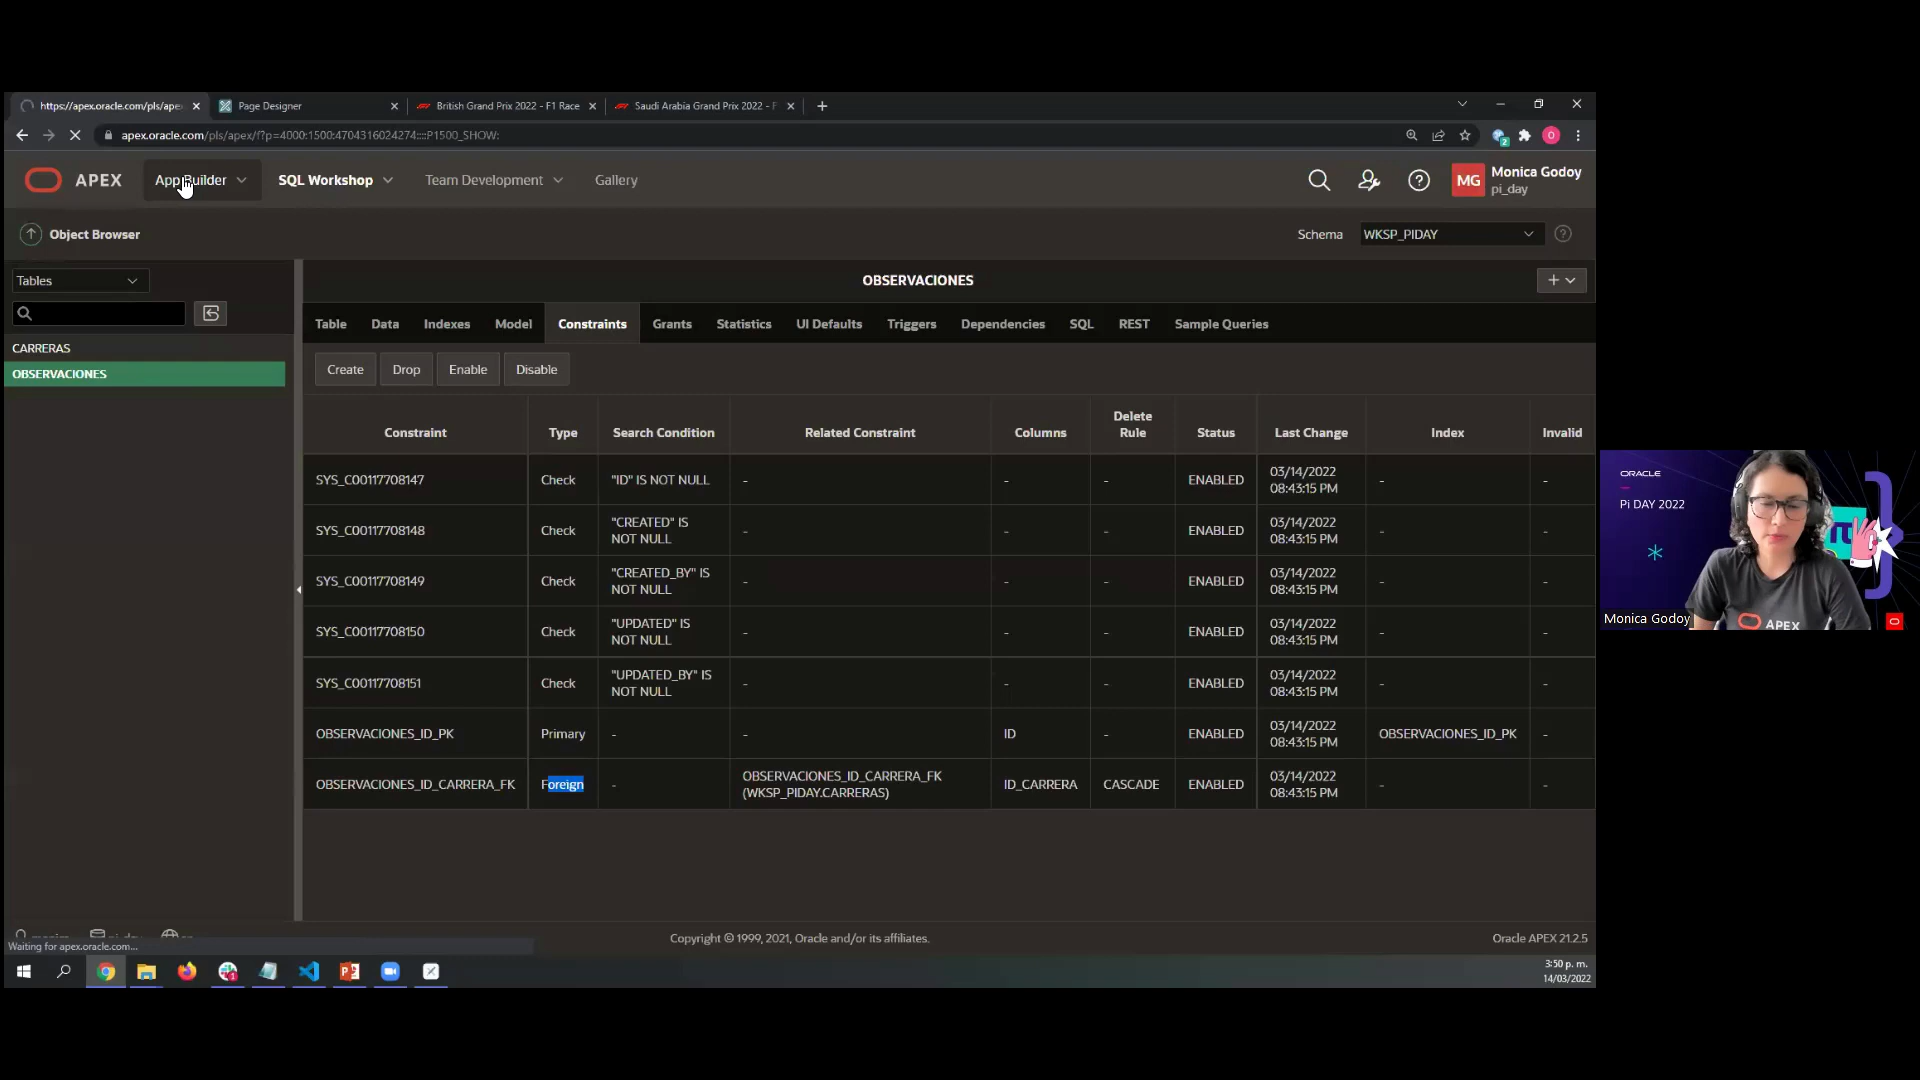 https://apex.oracle.com/pls/ape
Page Designer
British Grand Prix 2022 - F1 Race
Saudi Arabia Grand Prix 2022 - F
apex.oracle.com/pls/apex/f?p=4000:1500:4704316024274::::P1500_SHOW:
2
O
APEX
App Builder
SQL Workshop
Team Development
Gallery
MG
Monica Godoy
pi_day
Object Browser
Schema
WKSP_PIDAY
Tables
OBSERVACIONES
Table
Data
Indexes
Model
Constraints
Grants
Statistics
UI Defaults
Triggers
Dependencies
SQL
REST
Sample Queries
CARRERAS
OBSERVACIONES
Create
Drop
Enable
Disable
Constraint
Type
Search Condition
Related Constraint
Columns
Delete
Rule
Status
Last Change
Index
Invalid
SYS_C00117708147
Check
"ID" IS NOT NULL
-
-
-
ENABLED
03/14/2022
08:43:15 PM
-
-
SYS_C00117708148
Check
"CREATED" IS
NOT NULL
-
-
-
ENABLED
03/14/2022
08:43:15 PM
-
-
SYS_C00117708149
Check
"CREATED_BY" IS
NOT NULL
-
-
-
ENABLED
03/14/2022
08:43:15 PM
-
-
SYS_C00117708150
Check
"UPDATED" IS
NOT NULL
-
-
-
ENABLED
03/14/2022
08:43:15 PM
-
-
SYS_C00117708151
Check
"UPDATED_BY" IS
NOT NULL
-
-
-
ENABLED
03/14/2022
08:43:15 PM
-
-
OBSERVACIONES_ID_PK
Primary
-
-
ID
-
ENABLED
03/14/2022
08:43:15 PM
OBSERVACIONES_ID_PK
-
OBSERVACIONES_ID_CARRERA_FK
Foreign
-
OBSERVACIONES_ID_CARRERA_FK
(WKSP_PIDAY.CARRERAS)
ID_CARRERA
CASCADE
ENABLED
03/14/2022
08:43:15 PM
-
-
Waiting for apex.oracle.com...
Copyright © 1999, 2021, Oracle and/or its affiliates.
Oracle APEX 21.2.5
3:50 p. m.
14/03/2022
ORACLE
Pi DAY 2022
APEX
Monica Godoy